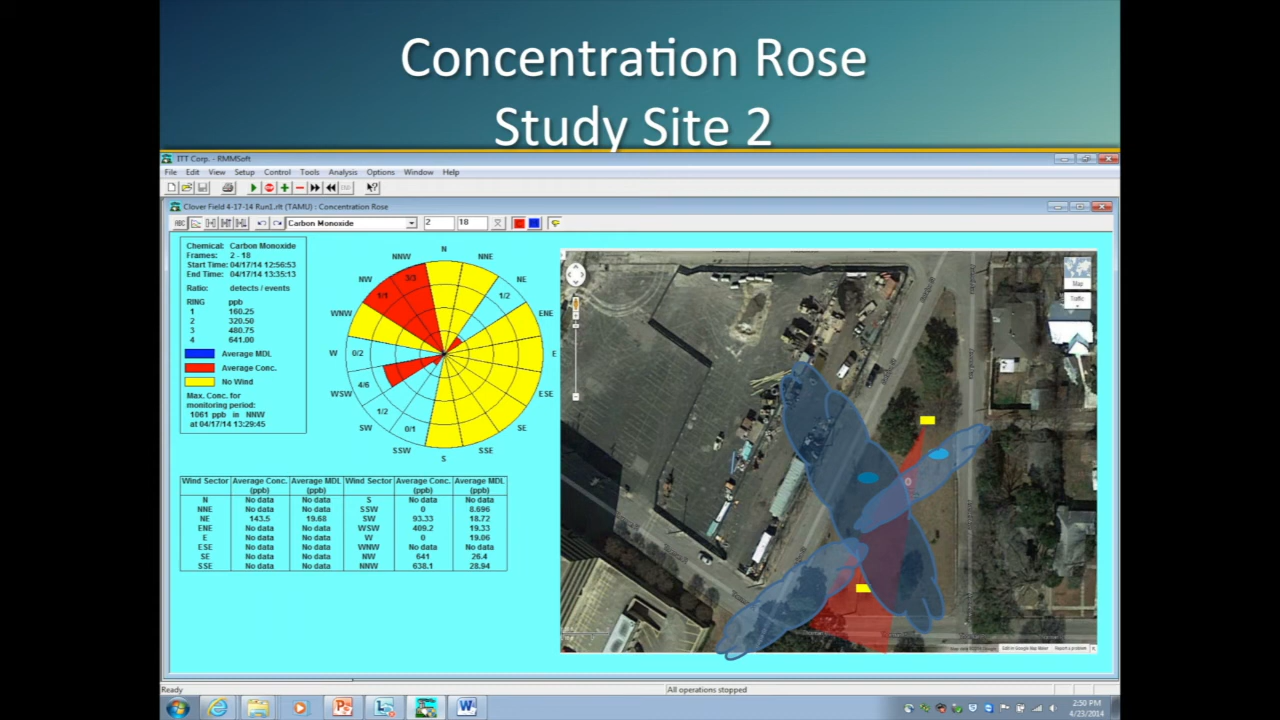 Concentration Rose
Study Site 2
ITT Corp. - RMMSoft
File Edit View Setup Control Tools Analysis Options Window Help
Clover Field 4-17-14 Run1.rlt (TAMU) : Concentration Rose
ABC Carbon Monoxide 2 18
Chemical: Carbon Monoxide
Frames: 2 - 18
Start Time: 04/17/14 12:56:53
End Time: 04/17/14 13:35:13
Ratio: detects / events
RING ppb
1 160.25
2 320.50
3 480.75
4 641.00
Average MDL
Average Conc.
No Wind
Max. Conc. for
monitoring period:
1061 ppb in NNW
at 04/17/14 13:29:45
N
NNW NNE
NW NE
3/3
1/1 1/2
WNW ENE
W 0/2 E
4/6
WSW ESE
1/2
SW 0/1 SE
SSW SSE
S
Wind Sector Average Conc. (ppb) Average MDL (ppb) Wind Sector Average Conc. (ppb) Average MDL (ppb)
N No data No data S No data No data
NNE No data No data SSW 0 8.696
NE 143.5 19.68 SW 93.33 18.72
ENE No data No data WSW 409.2 19.33
E No data No data W 0 19.06
ESE No data No data WNW No data No data
SE No data No data NW 641 26.4
SSE No data No data NNW 638.1 28.94
Map
Traffic
Edit in Google Map Maker Report a problem
Ready All operations stopped
2:50 PM
4/23/2014